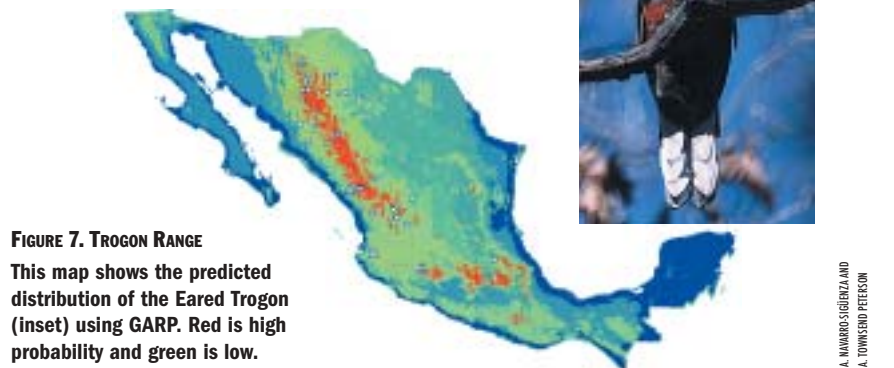 FIGURE 7. TROGON RANGE
This map shows the predicted
distribution of the Eared Trogon
(inset) using GARP. Red is high
probability and green is low.
A. NAVARRO-SIGÜENZA AND
A. TOWNSEND PETERSON